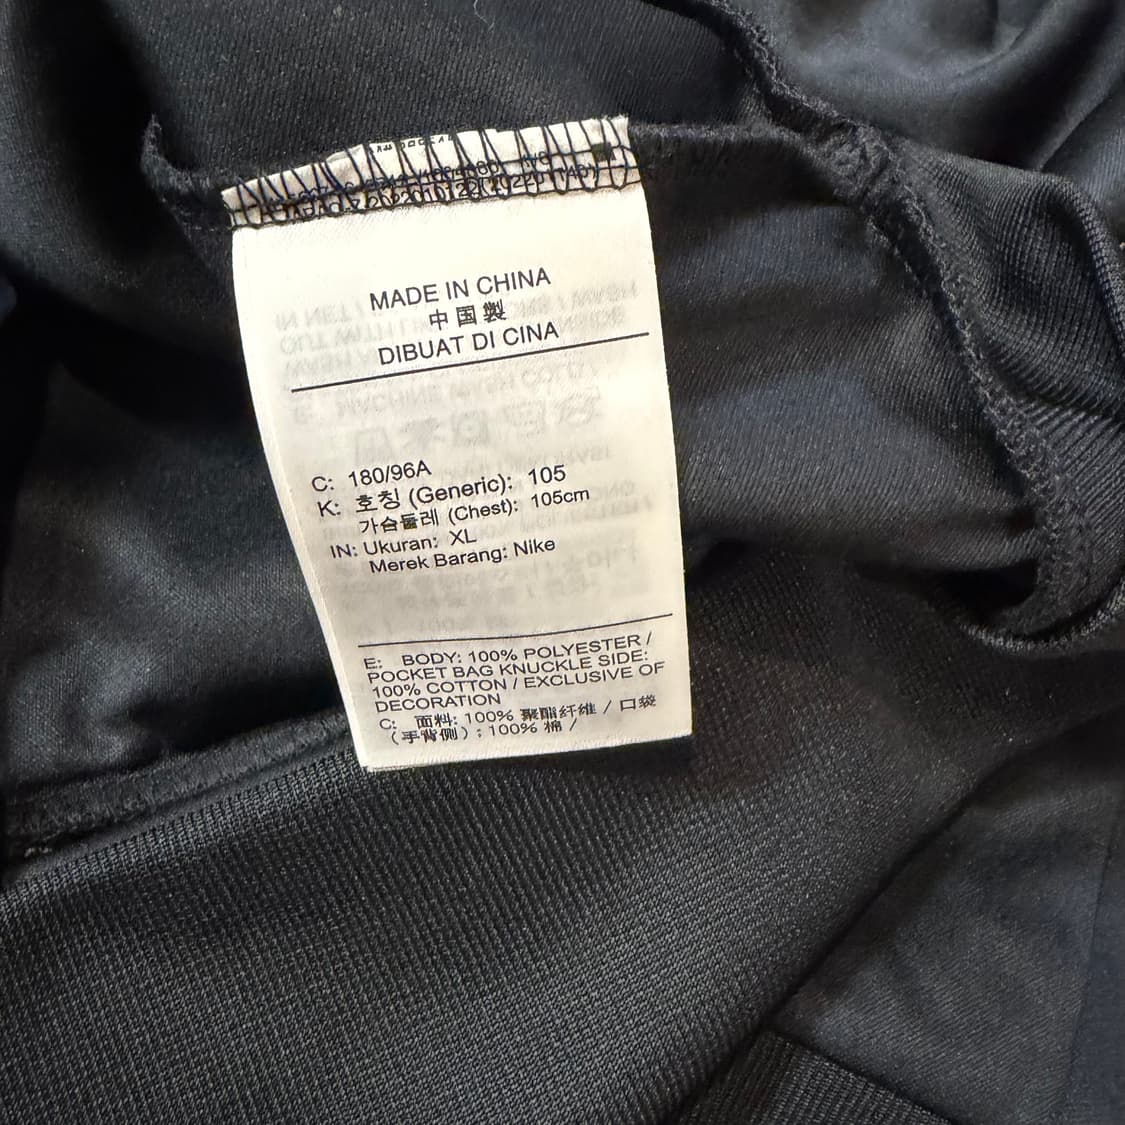 MADE IN CHINA
中国製
DIBUAT DI CINA
C: 180/96A
K: 호칭 (Generic): 105
가슴둘레 (Chest): 105cm
IN: Ukuran: XL
Merek Barang: Nike
E: BODY: 100% POLYESTER /
POCKET BAG KNUCKLE SIDE:
100% COTTON / EXCLUSIVE OF
DECORATION
C: 面料: 100% 聚酯纤维 / 口袋
(手背侧) : 100% 棉 /